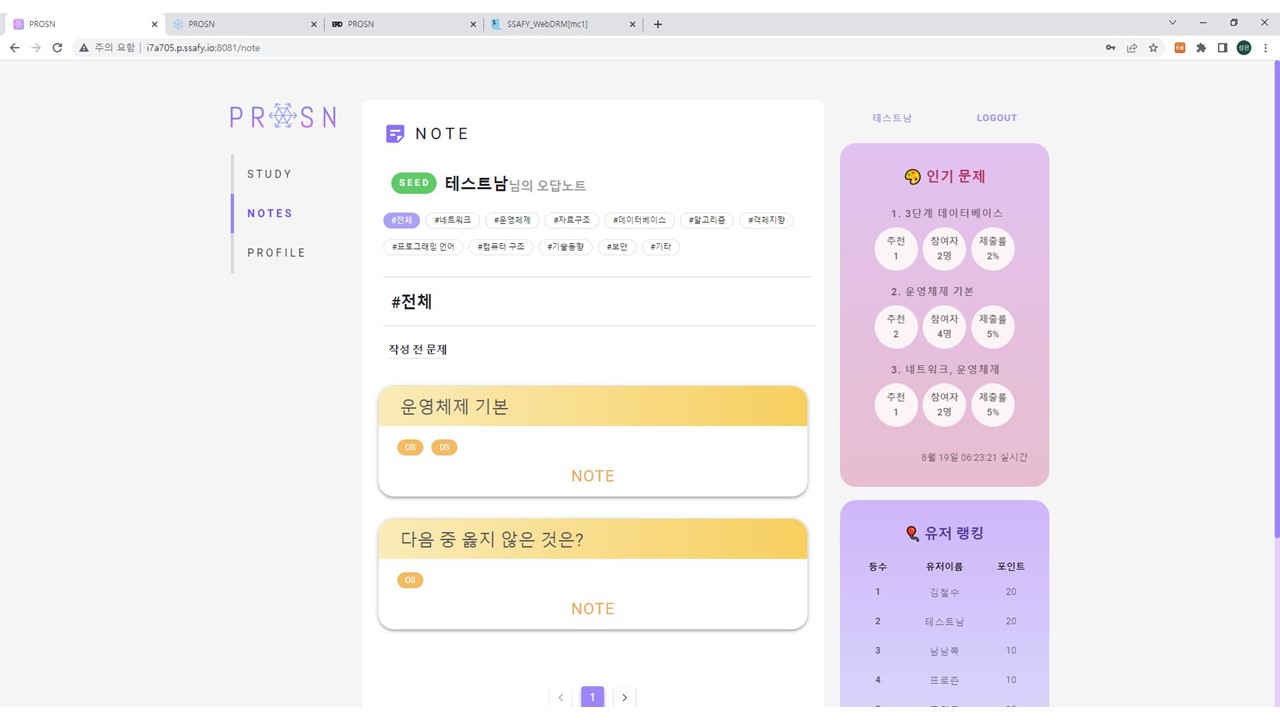 PROSN
PROSN
PROSN
SSAFY_WebDRM[mc1]
주의 요함
i7a705.p.ssafy.io:8081/note
PROSN
STUDY
NOTES
PROFILE
NOTE
SEED 테스트남님의 오답노트
#전체 #네트워크 #운영체제 #자료구조 #데이터베이스 #알고리즘 #객체지향
#프로그래밍 언어 #컴퓨터 구조 #기술동향 #보안 #기타
#전체
작성 전 문제
운영체제 기본
OS DS
NOTE
다음 중 옳지 않은 것은?
OS
NOTE
1
테스트남 LOGOUT
인기 문제
1. 3단계 데이터베이스
추천 참여자 제출률
1 2명 2%
2. 운영체제 기본
추천 참여자 제출률
2 4명 5%
3. 네트워크, 운영체제
추천 참여자 제출률
1 2명 5%
8월 19일 06:23:21 실시간
유저 랭킹
등수 유저이름 포인트
1 김철수 20
2 테스트남 20
3 남남쪽 10
4 프로즌 10